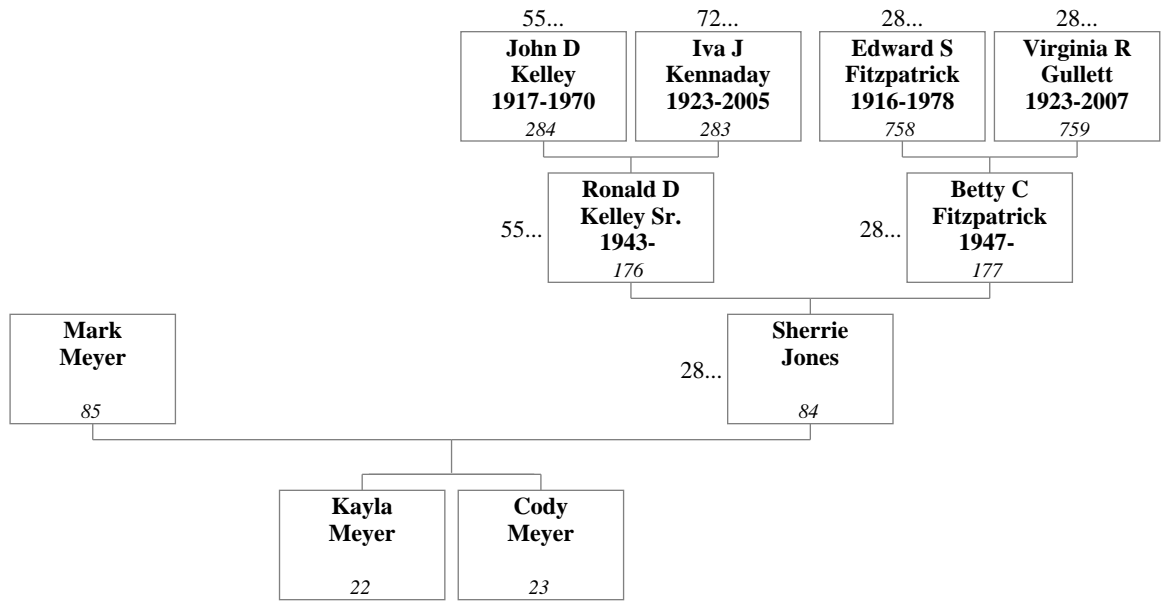 55...
72...
28...
28...
John D
Kelley
1917-1970
284
Iva J
Kennaday
1923-2005
283
Edward S
Fitzpatrick
1916-1978
758
Virginia R
Gullett
1923-2007
759
55...
Ronald D
Kelley Sr.
1943-
176
28...
Betty C
Fitzpatrick
1947-
177
Mark
Meyer
85
28...
Sherrie
Jones
84
Kayla
Meyer
22
Cody
Meyer
23